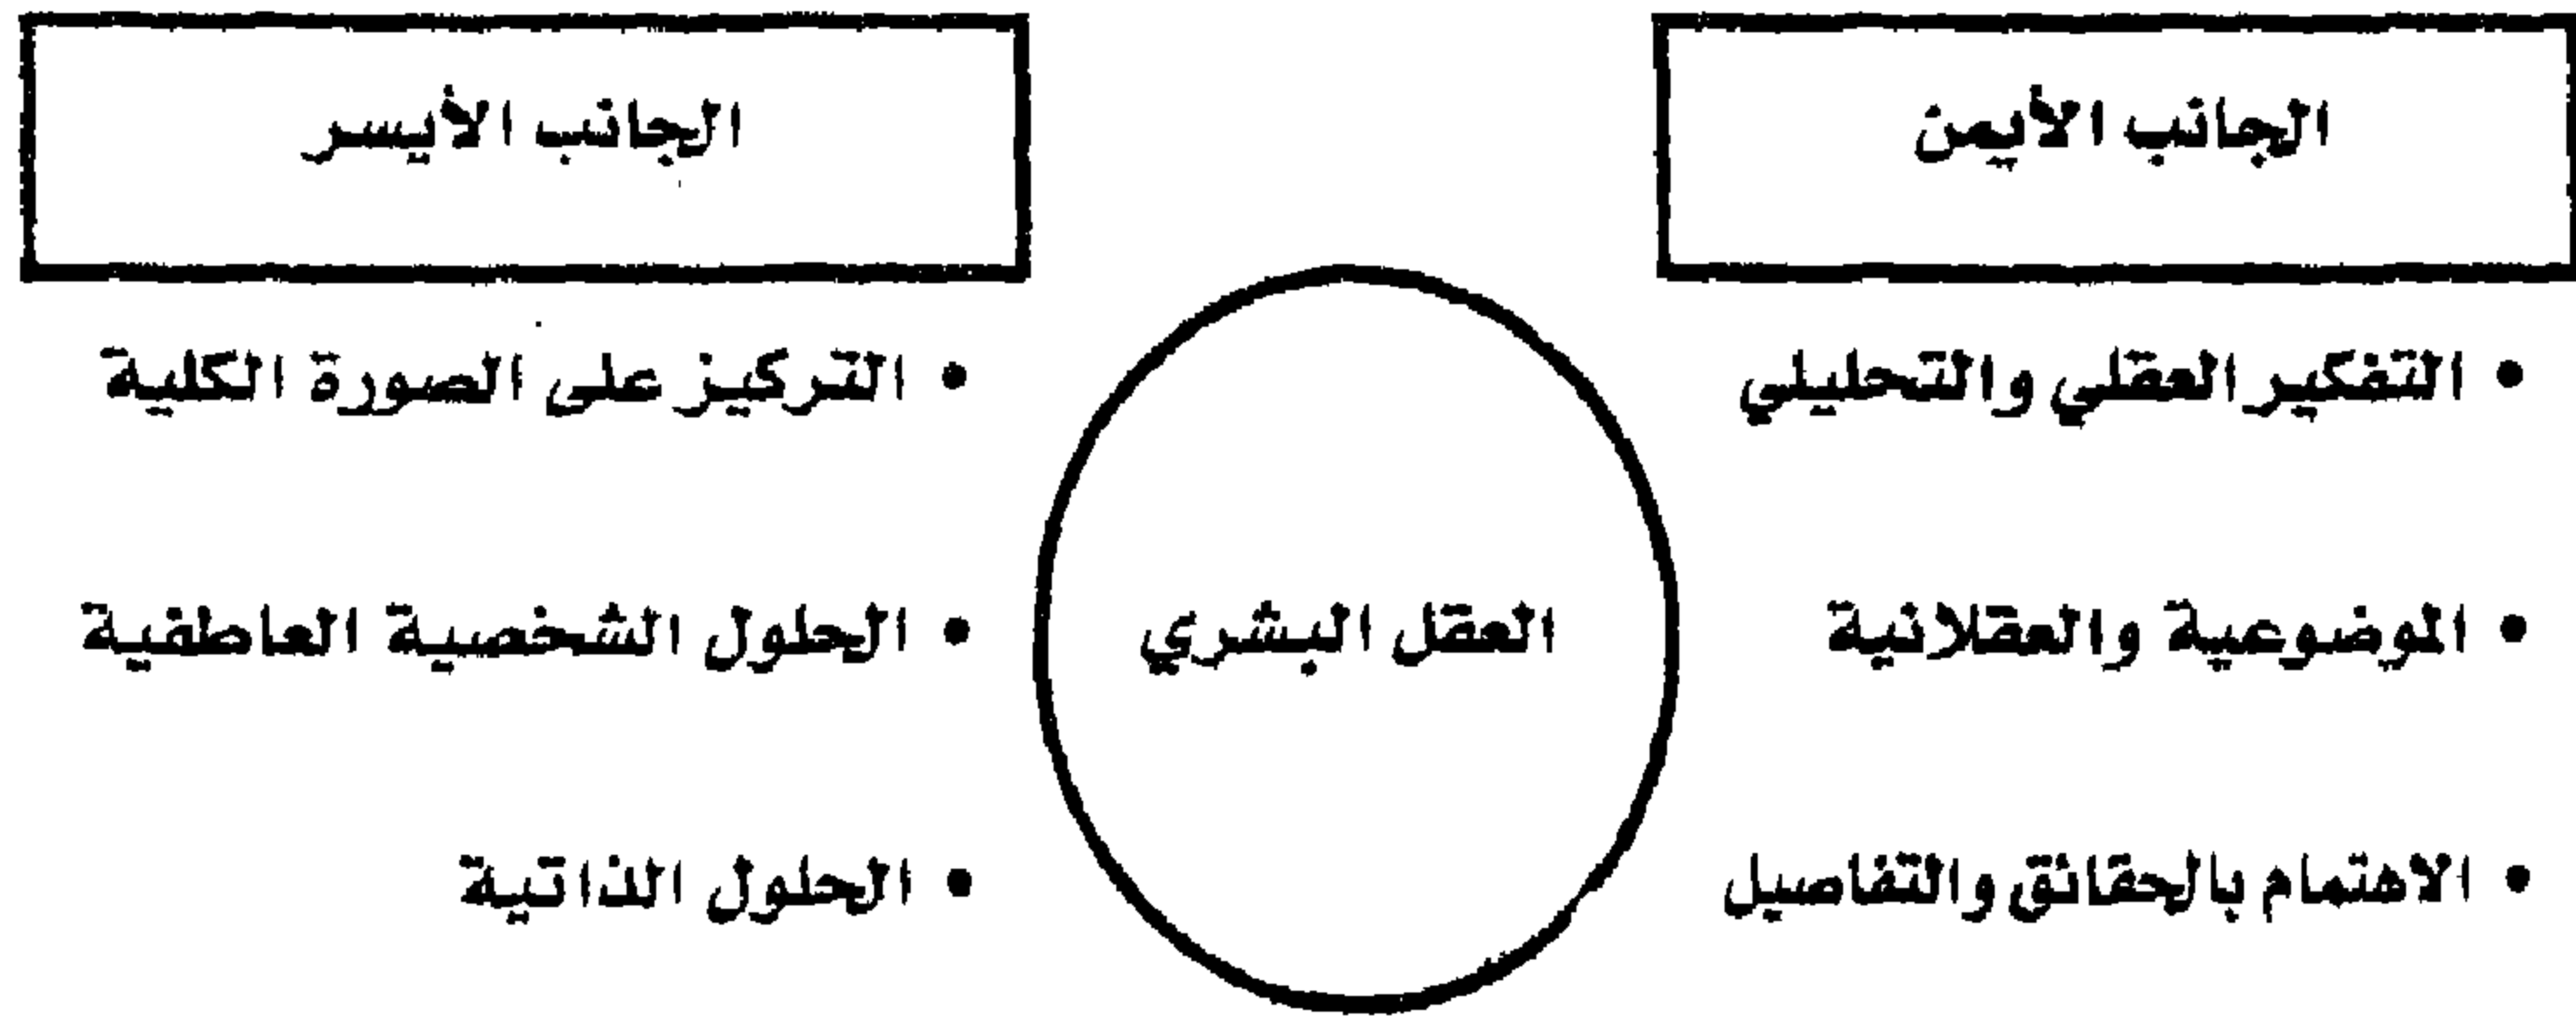 الجانب الأيمن
الجانب الأيسر
• التفكير العقلي والتحليلي
• التركيز على الصورة الكلية
• الموضوعية والعقلانية
العقل البشري
• الحلول الشخصية العاطفية
• الاهتمام بالحقائق والتفاصيل
• الحلول الذاتية